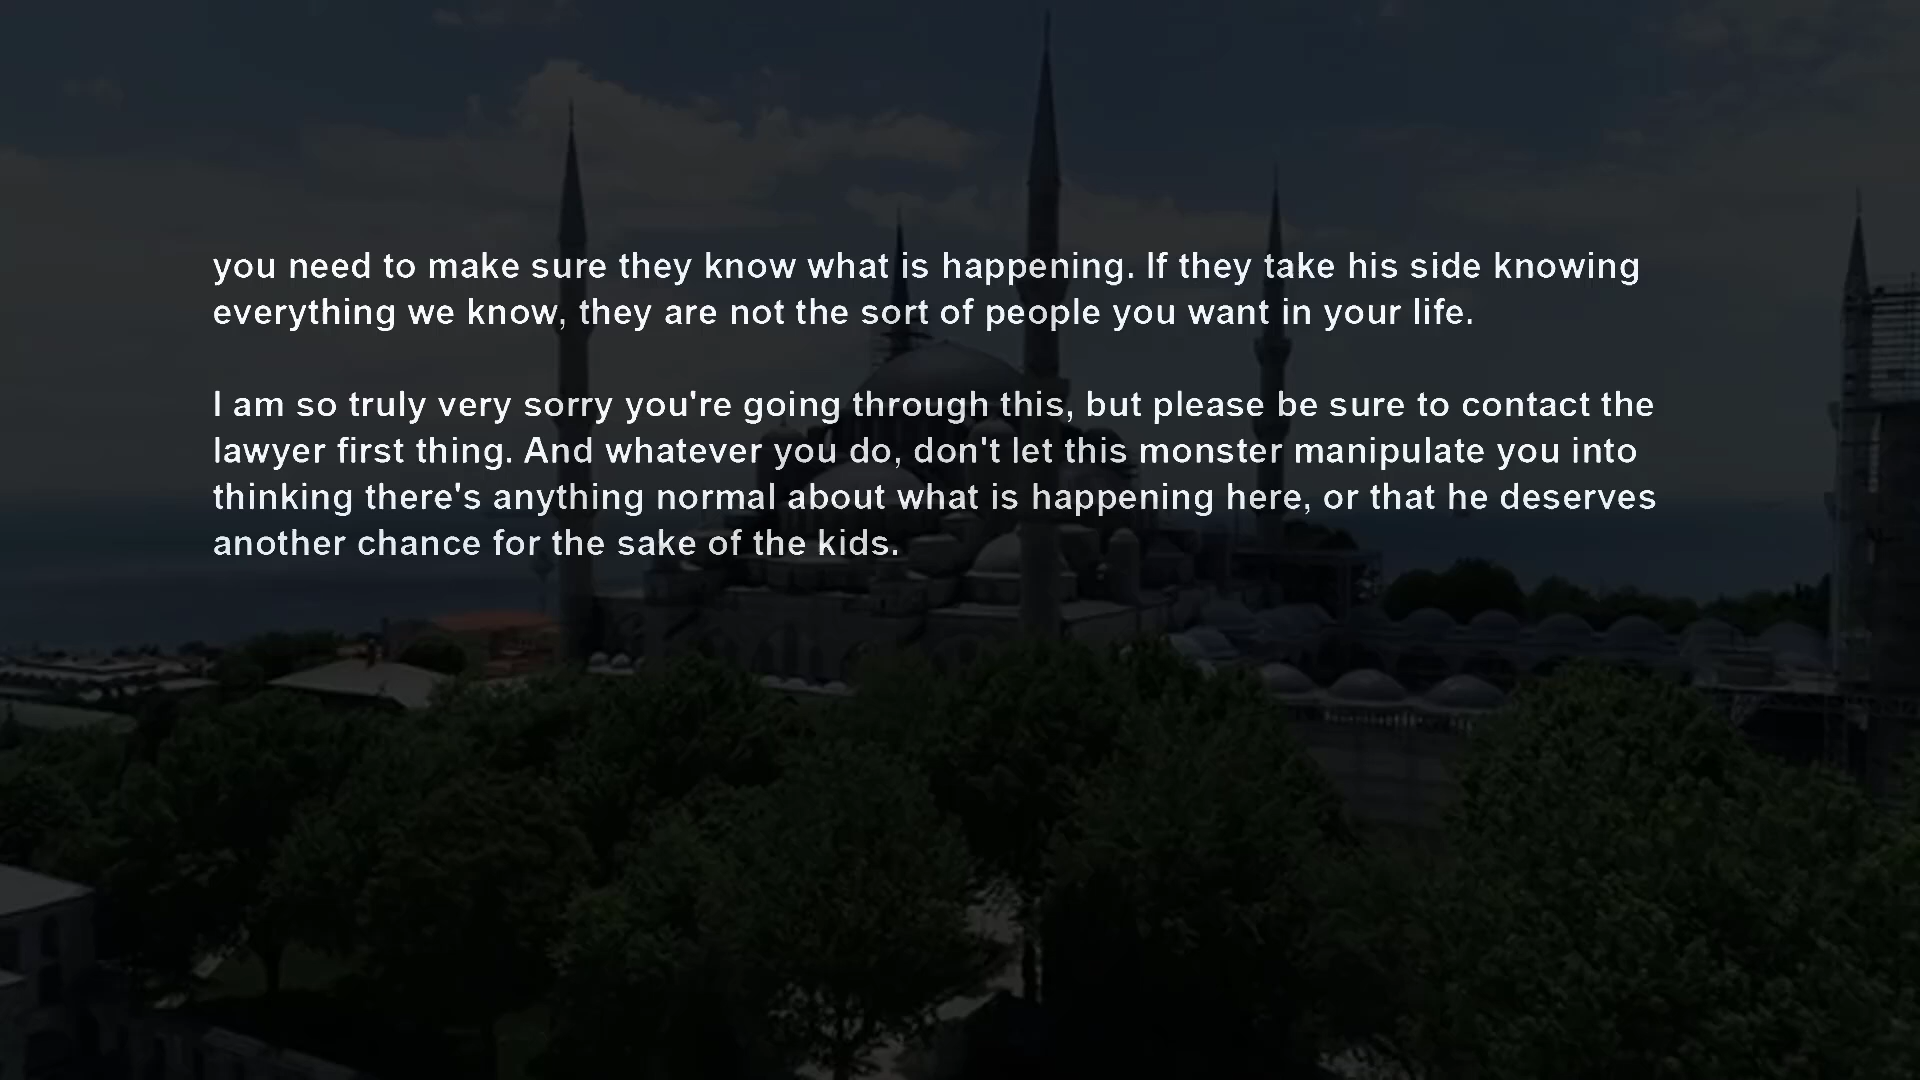 you need to make sure they know what is happening. If they take his side knowing
everything we know, they are not the sort of people you want in your life.
I am so truly very sorry you're going through this, but please be sure to contact the
lawyer first thing. And whatever you do, don't let this monster manipulate you into
thinking there's anything normal about what is happening here, or that he deserves
another chance for the sake of the kids.